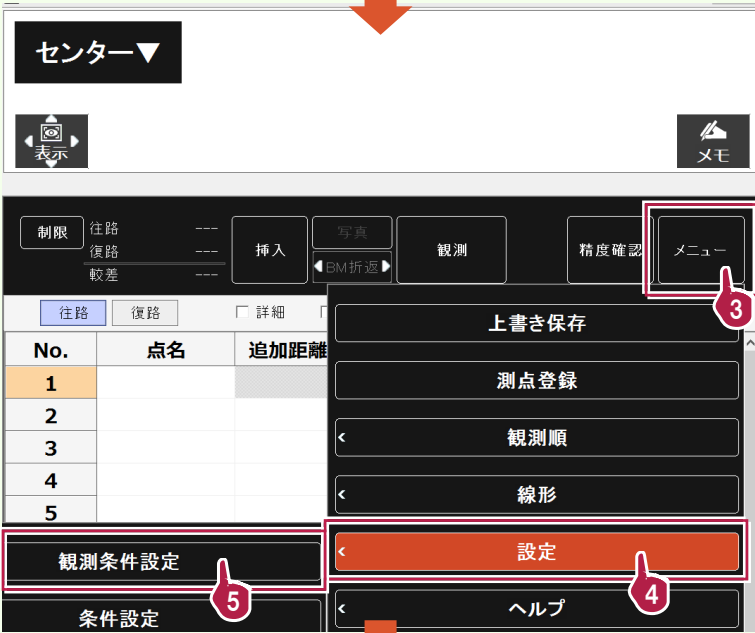 センター▼
表示
メモ
制限
往路 ---
復路 ---
較差 ---
挿入
写真
BM折返
観測
精度確認
メニュー
3
往路
復路
詳細
No. 点名 追加距離
1
2
3
4
5
上書き保存
測点登録
観測順
線形
設定
4
ヘルプ
観測条件設定
5
条件設定